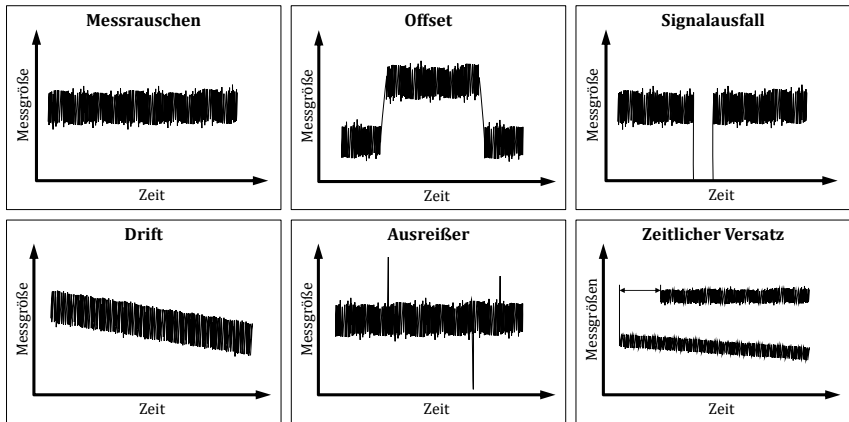 Messrauschen
Messgröße
Zeit
Offset
Messgröße
Zeit
Signalausfall
Messgröße
Zeit
Drift
Messgröße
Zeit
Ausreißer
Messgröße
Zeit
Zeitlicher Versatz
Messgrößen
Zeit